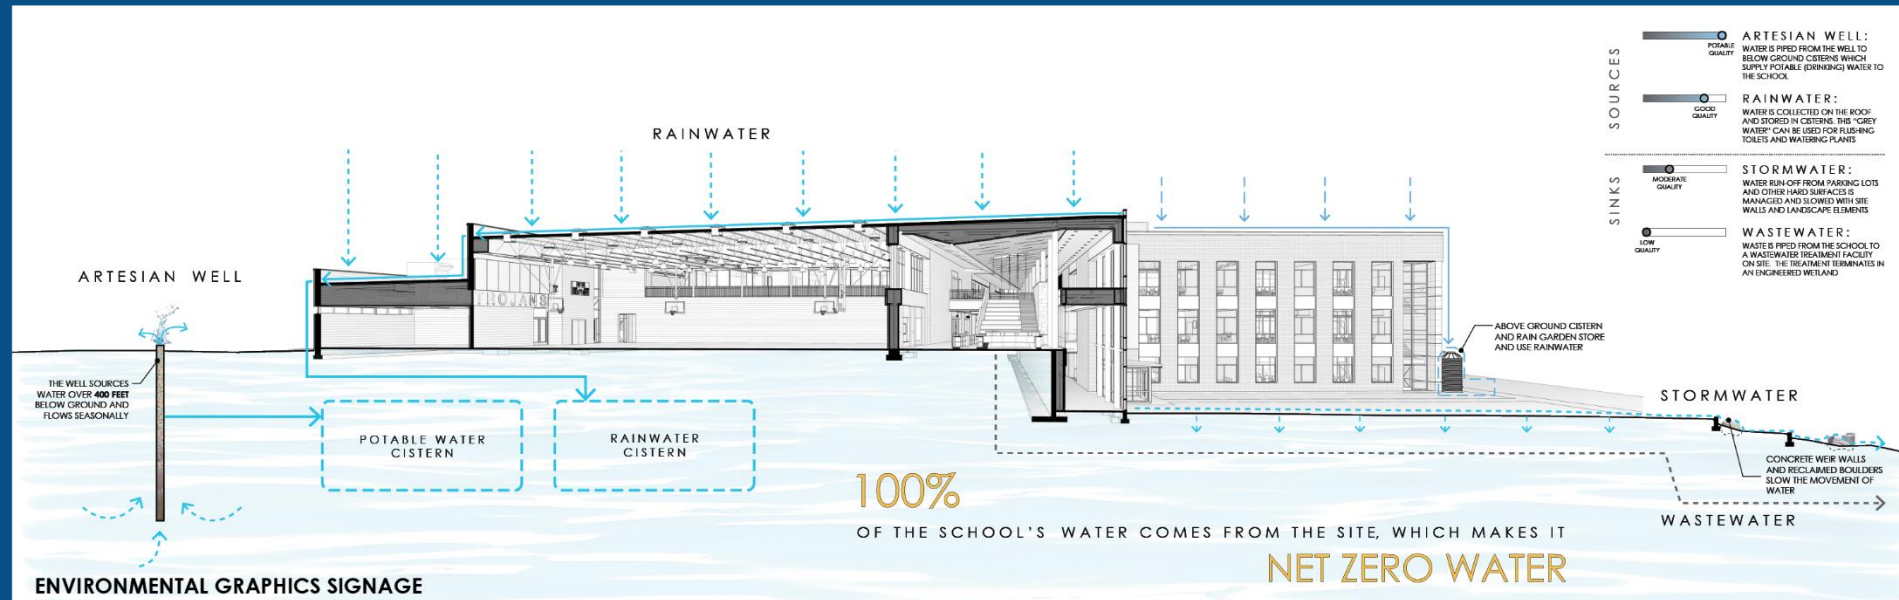 RAINWATER
ARTESIAN WELL
THE WELL SOURCES
WATER OVER 400 FEET
BELOW GROUND AND
FLOWS SEASONALLY
POTABLE WATER
CISTERN
RAINWATER
CISTERN
TROJANS
100%
OF THE SCHOOL'S WATER COMES FROM THE SITE, WHICH MAKES IT
NET ZERO WATER
ENVIRONMENTAL GRAPHICS SIGNAGE
ABOVE GROUND CISTERN
AND RAIN GARDEN STORE
AND USE RAINWATER
STORMWATER
CONCRETE WEIR WALLS
AND RECLAIMED BOULDERS
SLOW THE MOVEMENT OF
WATER
WASTEWATER
SOURCES
POTABLE
QUALITY
ARTESIAN WELL:
WATER IS PIPED FROM THE WELL TO
BELOW GROUND CISTERNS WHICH
SUPPLY POTABLE (DRINKING) WATER TO
THE SCHOOL
GOOD
QUALITY
RAINWATER:
WATER IS COLLECTED ON THE ROOF
AND STORED IN CISTERNS. THIS "GREY
WATER" CAN BE USED FOR FLUSHING
TOILETS AND WATERING PLANTS
SINKS
MODERATE
QUALITY
STORMWATER:
WATER RUN-OFF FROM PARKING LOTS
AND OTHER HARD SURFACES IS
MANAGED AND SLOWED WITH SITE
WALLS AND LANDSCAPE ELEMENTS
LOW
QUALITY
WASTEWATER:
WASTE IS PIPED FROM THE SCHOOL TO
A WASTEWATER TREATMENT FACILITY
ON SITE. THE TREATMENT TERMINATES IN
AN ENGINEERED WETLAND